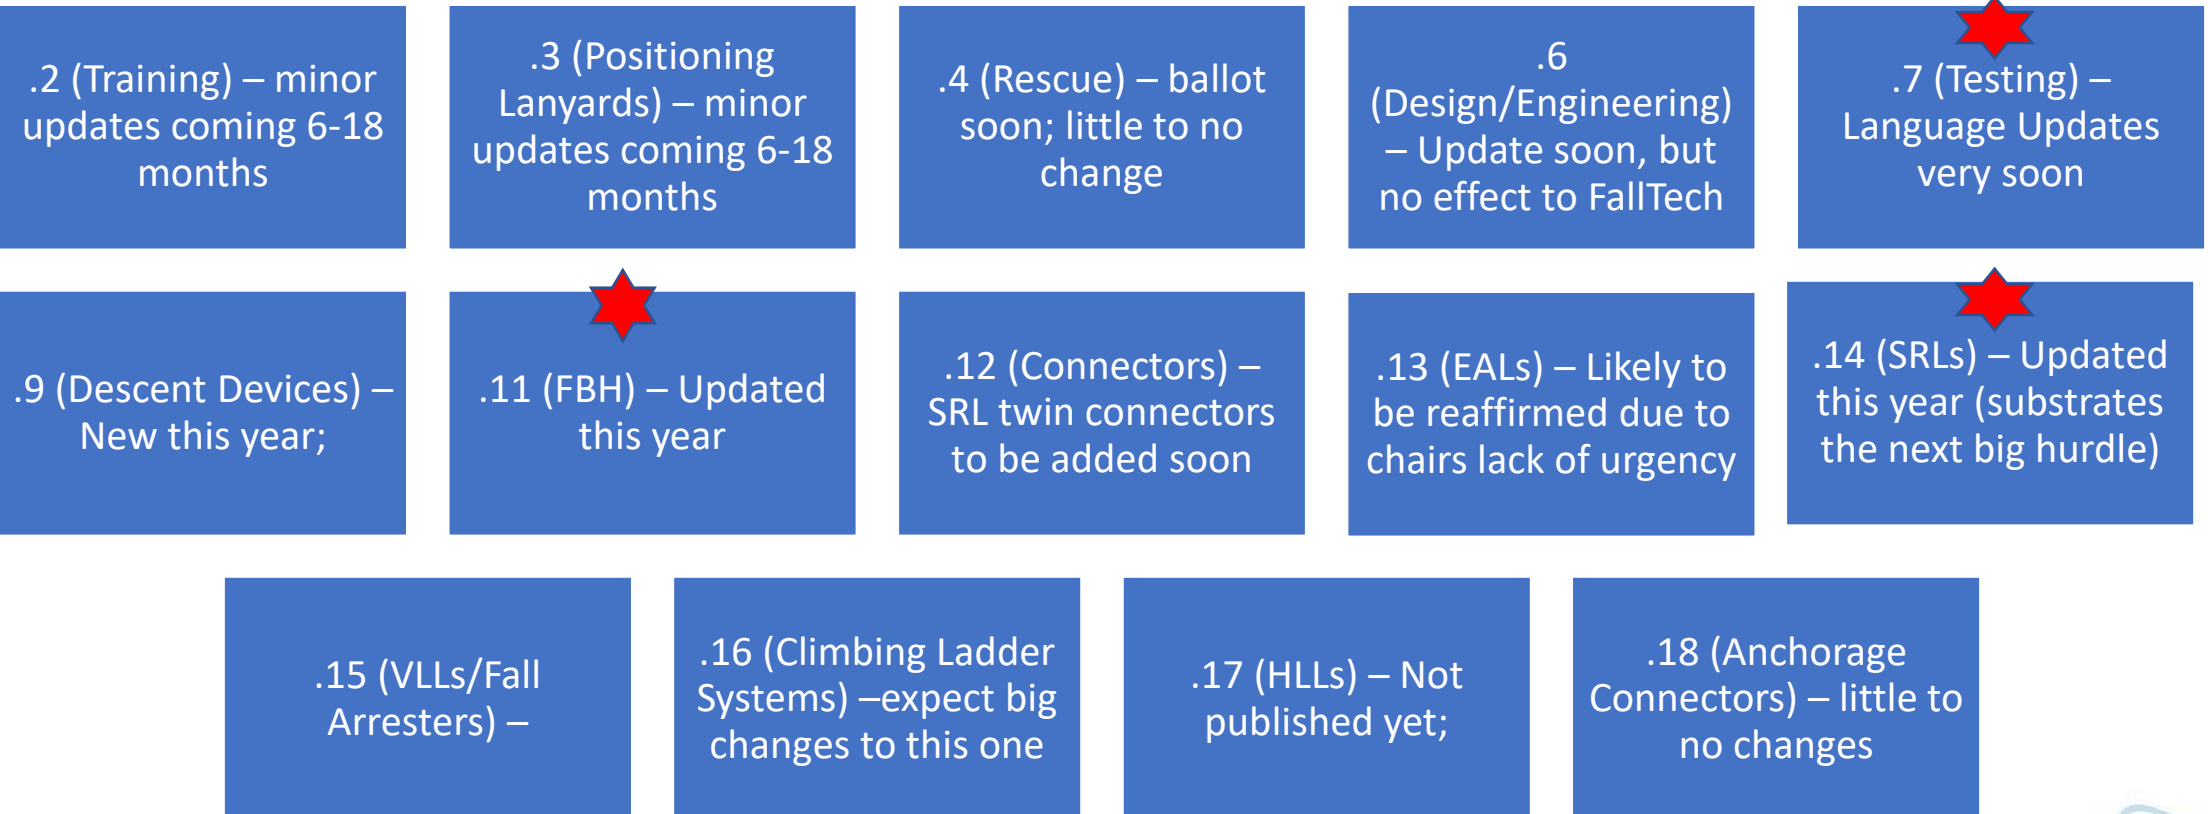 .2 (Training) – minor
updates coming 6-18
months
.3 (Positioning
Lanyards) – minor
updates coming 6-18
months
.4 (Rescue) – ballot
soon; little to no
change
.6
(Design/Engineering)
– Update soon, but
no effect to FallTech
.7 (Testing) –
Language Updates
very soon
.9 (Descent Devices) –
New this year;
.11 (FBH) – Updated
this year
.12 (Connectors) –
SRL twin connectors
to be added soon
.13 (EALs) – Likely to
be reaffirmed due to
chairs lack of urgency
.14 (SRLs) – Updated
this year (substrates
the next big hurdle)
.15 (VLLs/Fall
Arresters) –
.16 (Climbing Ladder
Systems) –expect big
changes to this one
.17 (HLLs) – Not
published yet;
.18 (Anchorage
Connectors) – little to
no changes